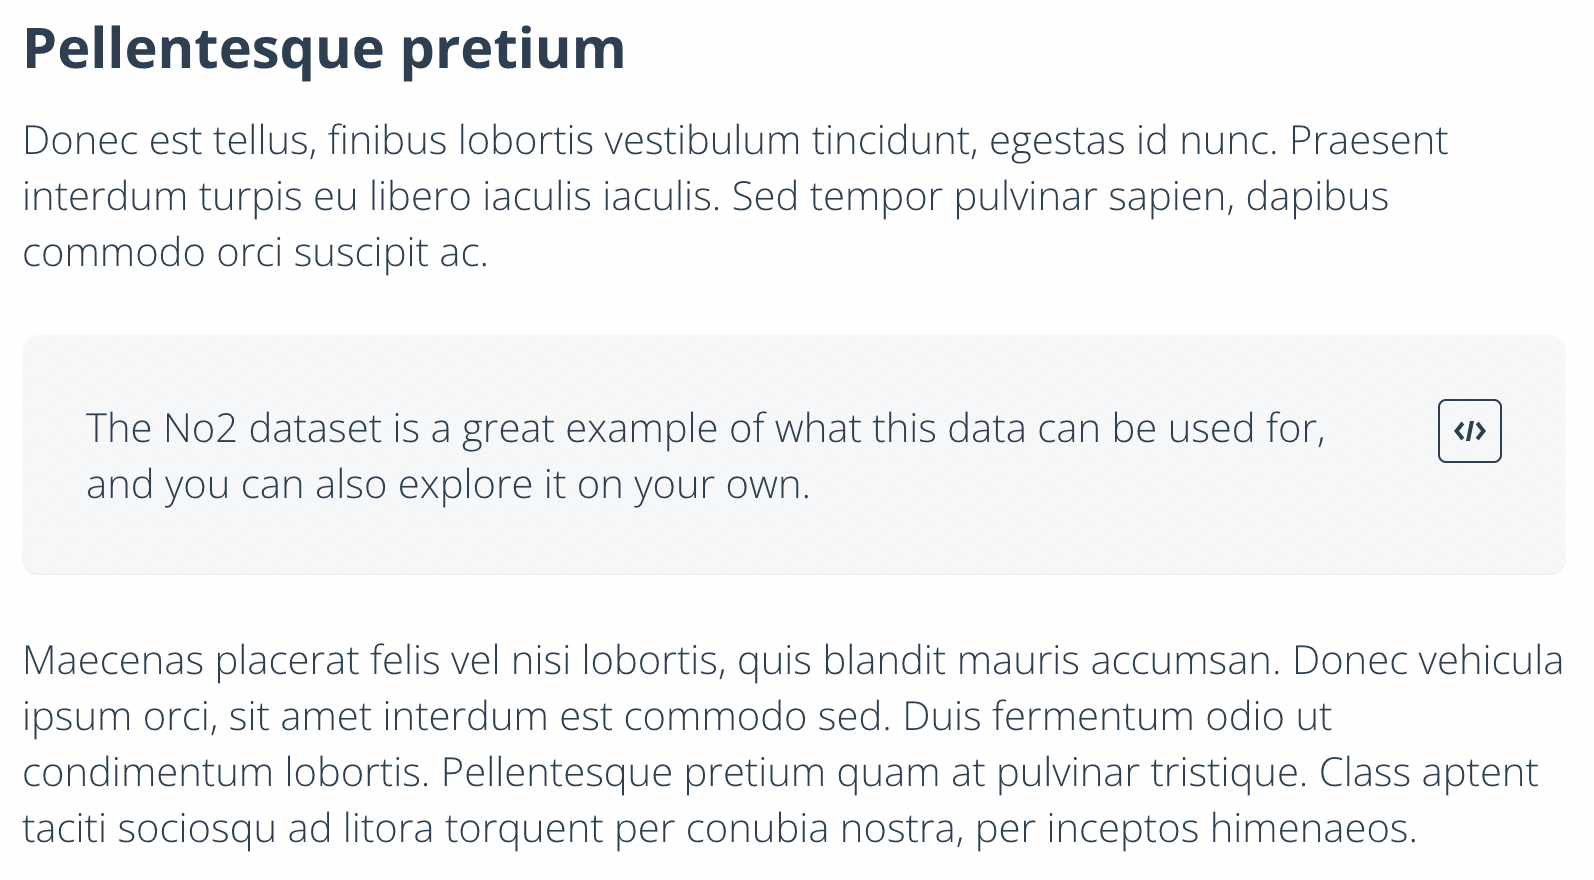 Pellentesque pretium
Donec est tellus, finibus lobortis vestibulum tincidunt, egestas id nunc. Praesent
interdum turpis eu libero iaculis iaculis. Sed tempor pulvinar sapien, dapibus
commodo orci suscipit ac.
The No2 dataset is a great example of what this data can be used for,
and you can also explore it on your own.
</>
Maecenas placerat felis vel nisi lobortis, quis blandit mauris accumsan. Donec vehicula
ipsum orci, sit amet interdum est commodo sed. Duis fermentum odio ut
condimentum lobortis. Pellentesque pretium quam at pulvinar tristique. Class aptent
taciti sociosqu ad litora torquent per conubia nostra, per inceptos himenaeos.